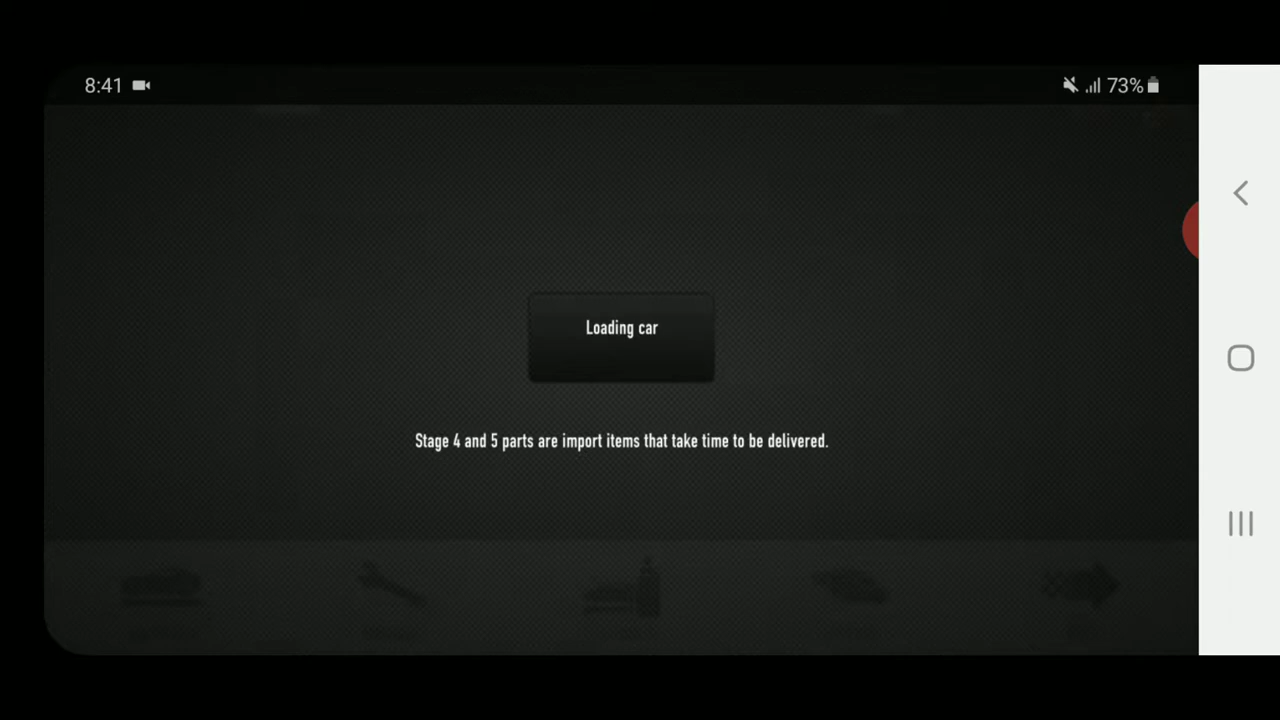 8:41
73%
Loading car
Stage 4 and 5 parts are import items that take time to be delivered.